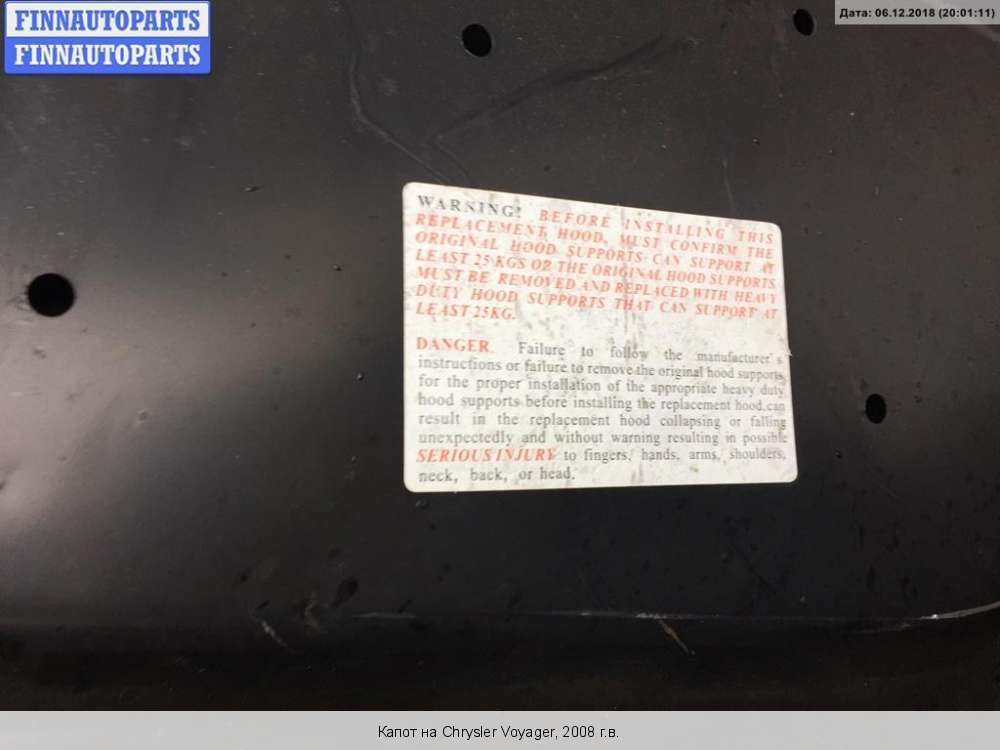 FINNAUTOPARTS
FINNAUTOPARTS
Дата: 06.12.2018 (20:01:11)
WARNING! BEFORE INSTALLING THIS
REPLACEMENT HOOD, MUST CONFIRM THE
ORIGINAL HOOD SUPPORTS CAN SUPPORT AT
LEAST 25 KGS OR THE ORIGINAL HOOD SUPPORTS
MUST BE REMOVED AND REPLACED WITH HEAVY
DUTY HOOD SUPPORTS THAT CAN SUPPORT AT
LEAST 25KG.
DANGER. Failure to follow the manufacturer's
instructions or failure to remove the original hood supports
for the proper installation of the appropriate heavy duty
hood supports before installing the replacement hood can
result in the replacement hood collapsing or falling
unexpectedly and without warning resulting in possible
SERIOUS INJURY to fingers, hands, arms, shoulders,
neck, back, or head.
Капот на Chrysler Voyager, 2008 г.в.